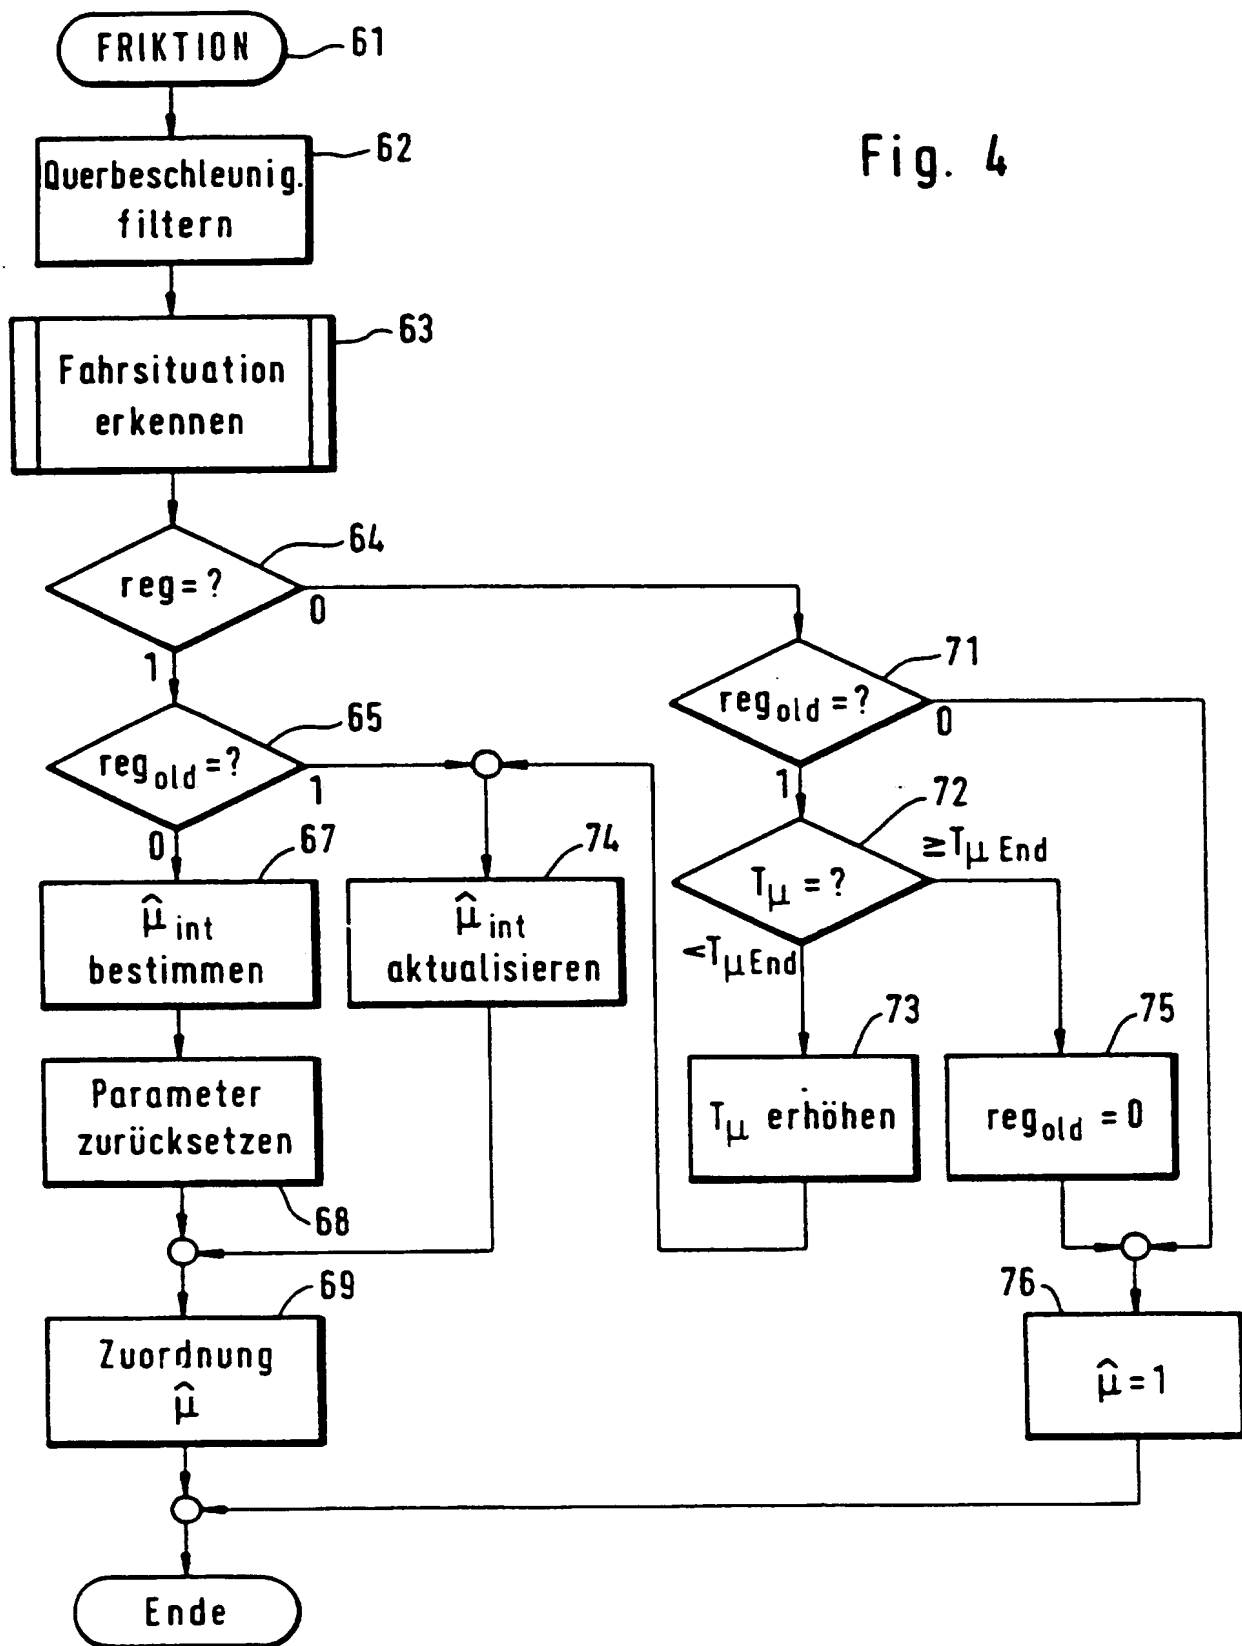 FRIKTION
61
Fig. 4
62
Querbeschleunig.
filtern
63
Fahrsituation
erkennen
64
reg = ?
0
1
71
reg_old = ?
0
1
65
reg_old = ?
1
0
72
T_μ = ?
≥T_μ End
<T_μ End
67
μ̂_int
bestimmen
74
μ̂_int
aktualisieren
73
T_μ erhöhen
75
reg_old = 0
Parameter
zurücksetzen
68
69
Zuordnung
μ̂
76
μ̂ = 1
Ende